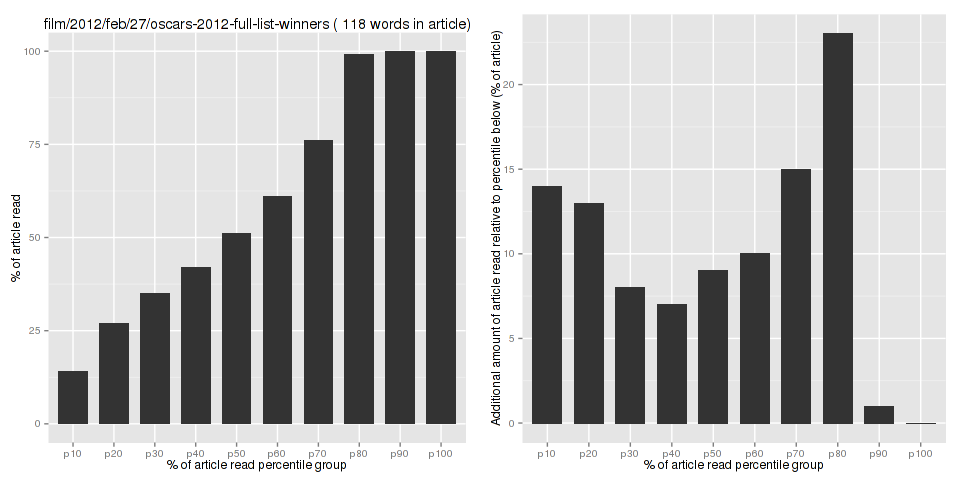 film/2012/feb/27/oscars-2012-full-list-winners ( 118 words in article)
% of article read
100
75
50
25
0
p10 p20 p30 p40 p50 p60 p70 p80 p90 p100
% of article read percentile group
Additional amount of article read relative to percentile below (% of article)
20
15
10
5
0
p10 p20 p30 p40 p50 p60 p70 p80 p90 p100
% of article read percentile group